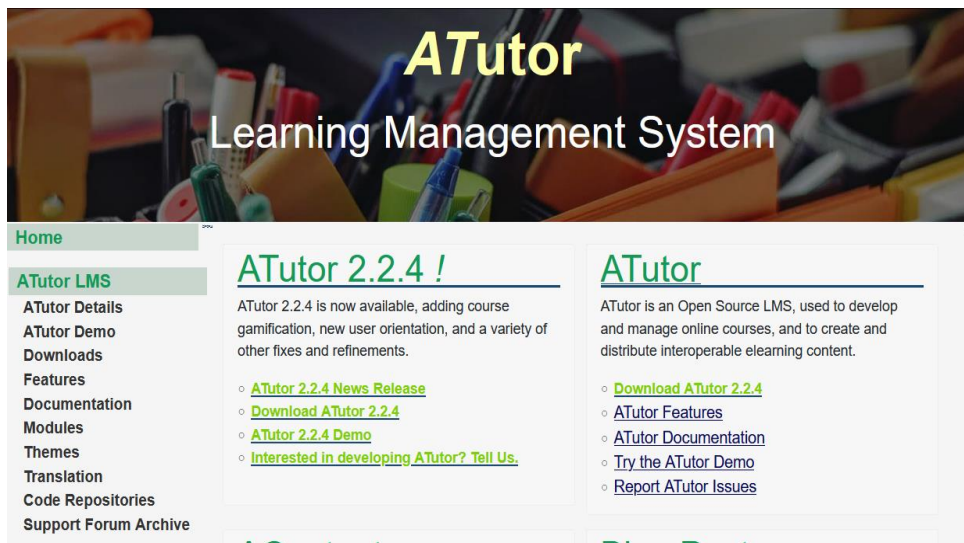 ATutor
Learning Management System
Home
ATutor LMS
ATutor Details
ATutor Demo
Downloads
Features
Documentation
Modules
Themes
Translation
Code Repositories
Support Forum Archive
ATutor 2.2.4 !
ATutor 2.2.4 is now available, adding course
gamification, new user orientation, and a variety of
other fixes and refinements.
ATutor 2.2.4 News Release
Download ATutor 2.2.4
ATutor 2.2.4 Demo
Interested in developing ATutor? Tell Us.
ATutor
ATutor is an Open Source LMS, used to develop
and manage online courses, and to create and
distribute interoperable elearning content.
Download ATutor 2.2.4
ATutor Features
ATutor Documentation
Try the ATutor Demo
Report ATutor Issues